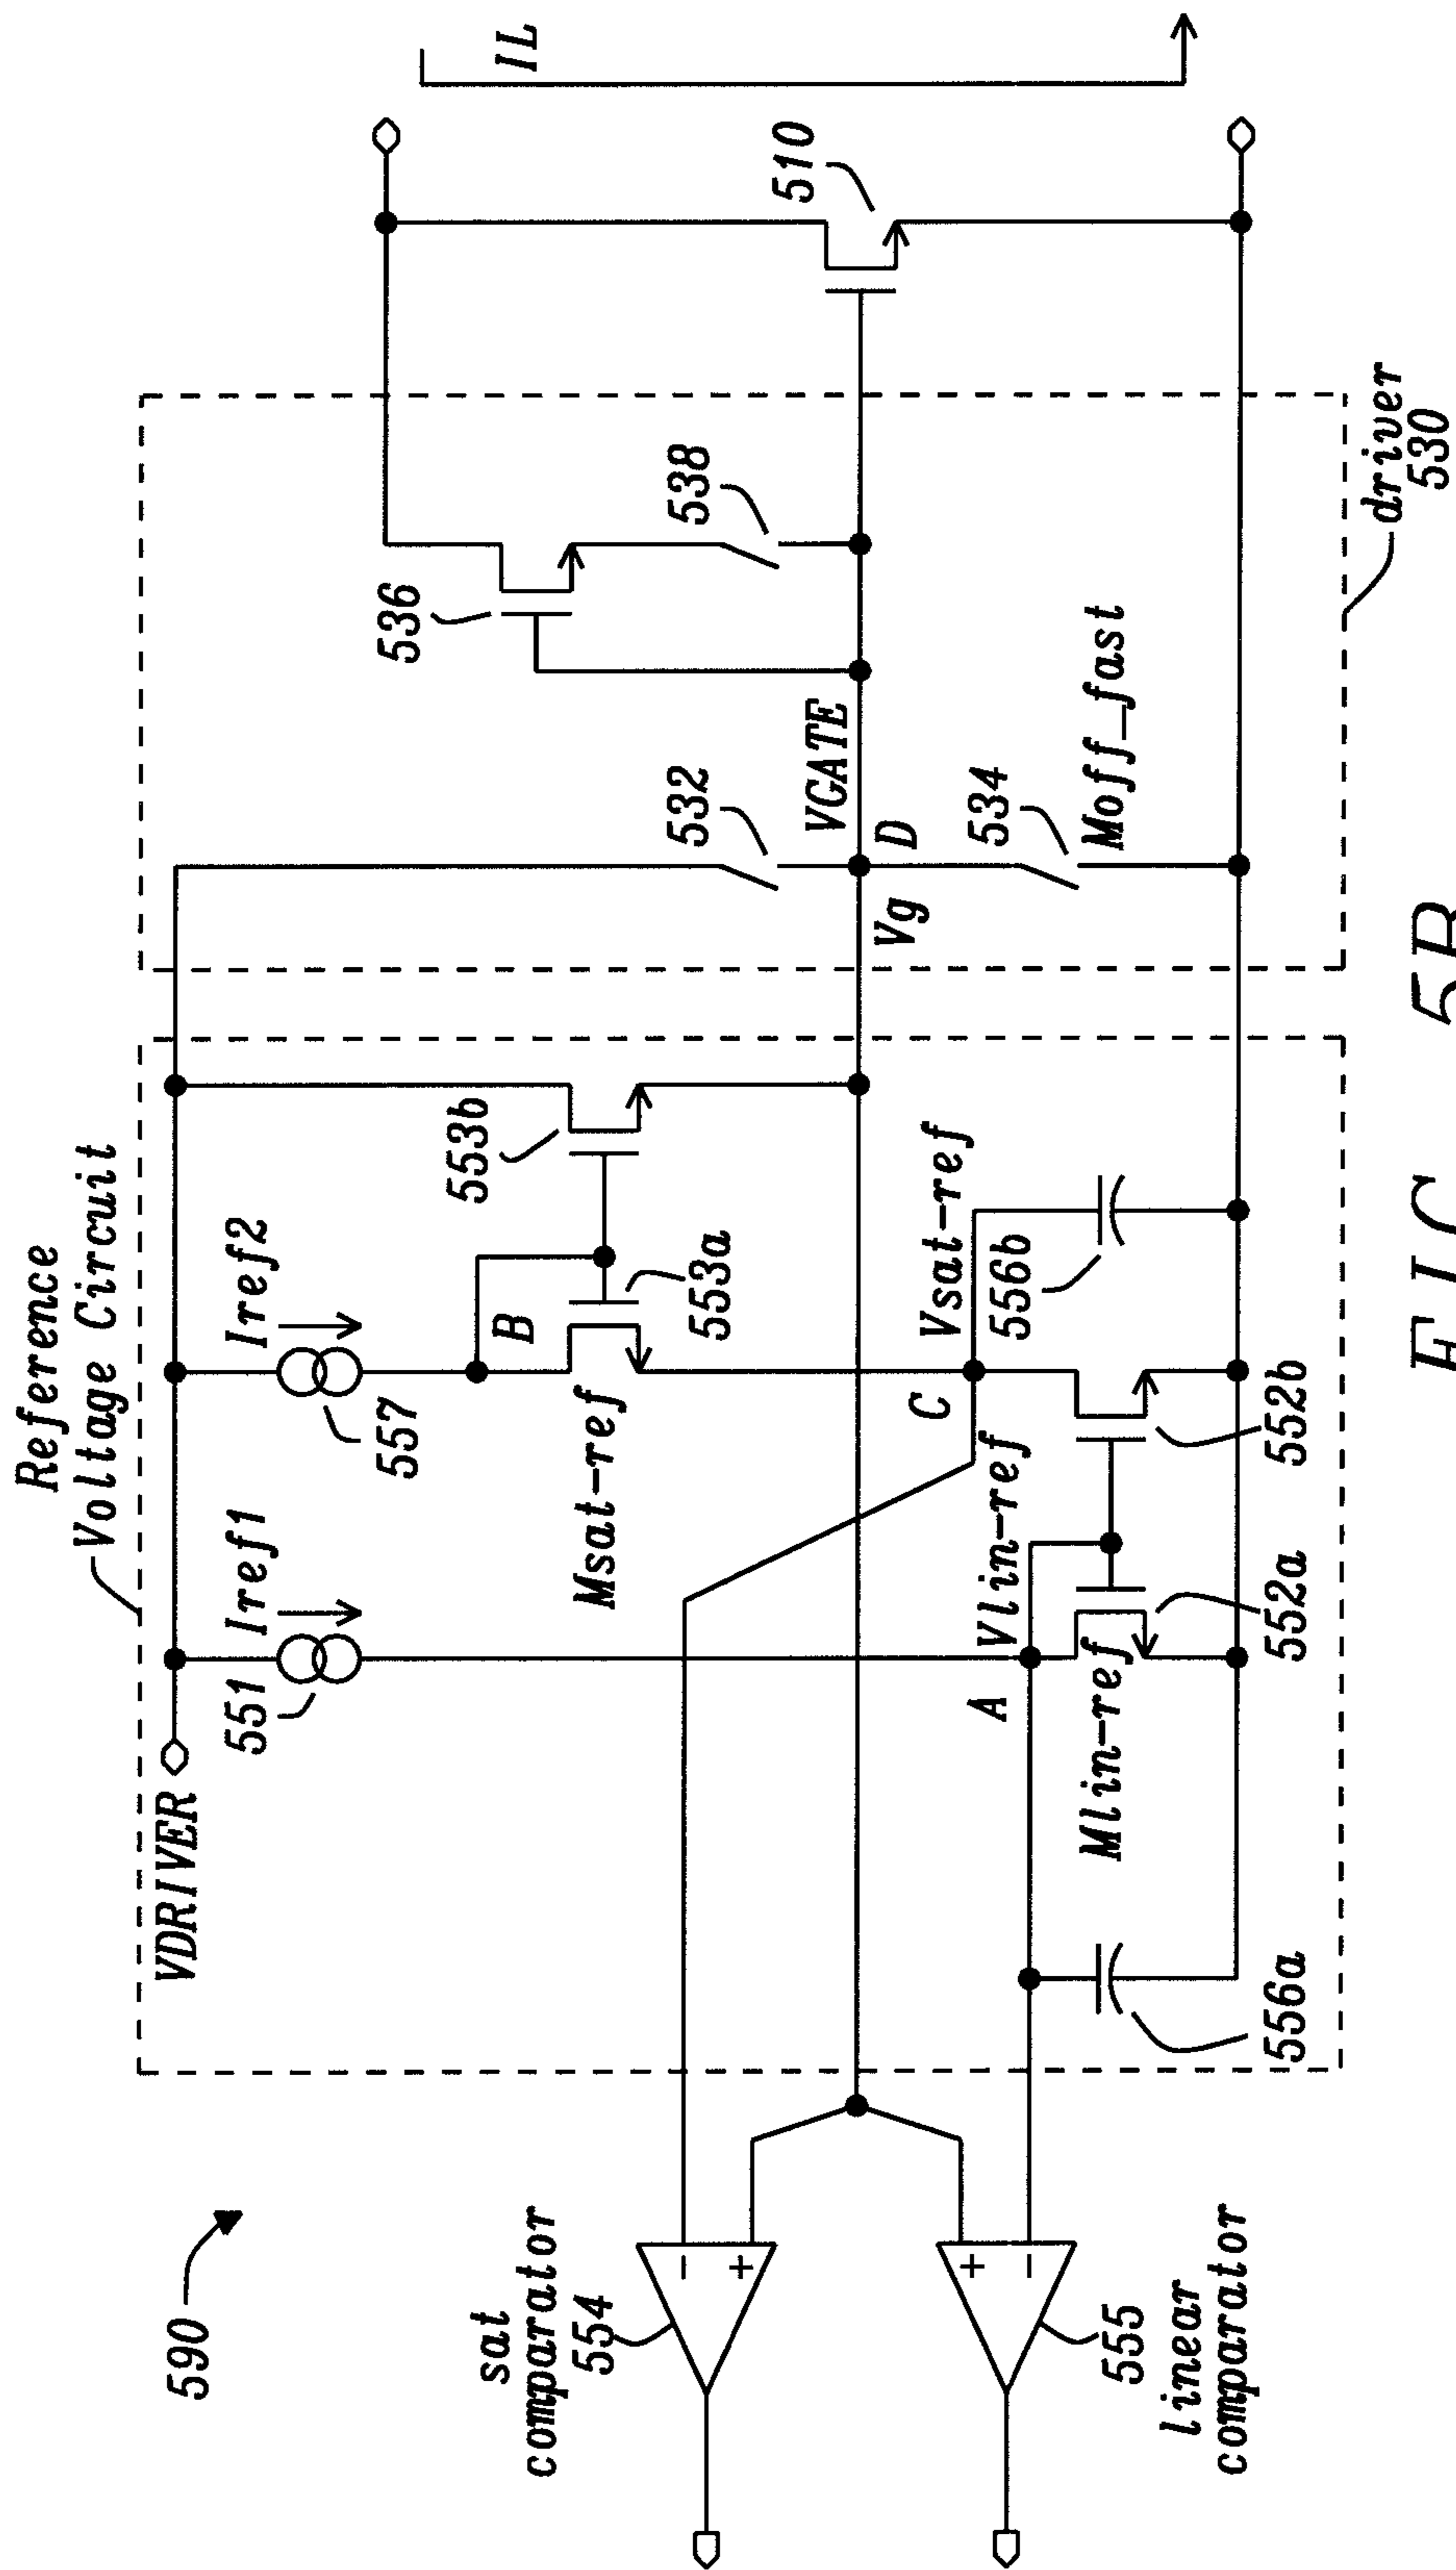 590
Reference
Voltage Circuit
VDRIVER
551
Iref1
Iref2
557
B
Msat-ref
553a
553b
Vlin-ref
A
Mlin-ref
552a
556a
C
Vsat-ref
556b
552b
sat
comparator
554
-
+
+
-
555
linear
comparator
532
VGATE
Vg
D
534
Moff_fast
536
538
driver
530
510
IL
FIG. 5B